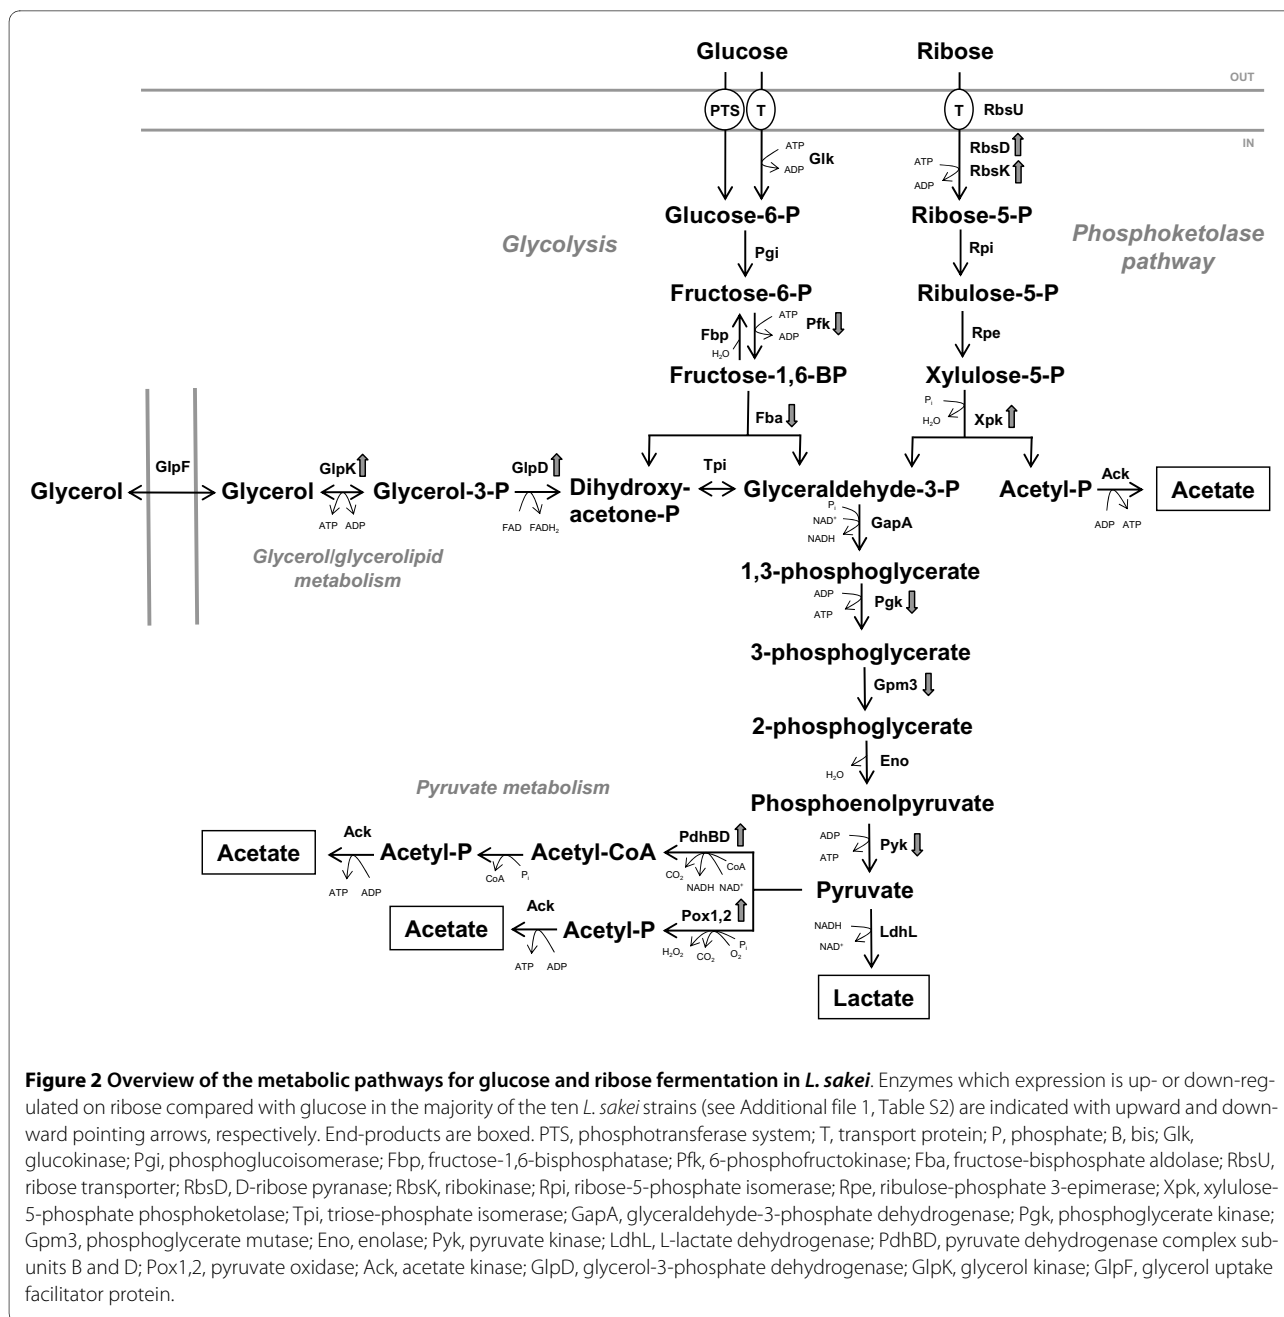 Glucose
Ribose
OUT
PTS
T
T
RbsU
IN
ATP
ADP
Glk
ATP
ADP
RbsD
RbsK
Glucose-6-P
Ribose-5-P
Glycolysis
Phosphoketolase
pathway
Pgi
Rpi
Fructose-6-P
Ribulose-5-P
Fbp
H2O
ATP
ADP
Pfk
Rpe
Fructose-1,6-BP
Xylulose-5-P
Fba
Pi
H2O
Xpk
GlpF
GlpK
GlpD
Tpi
Ack
Glycerol
Glycerol
Glycerol-3-P
Dihydroxy-
acetone-P
Glyceraldehyde-3-P
Acetyl-P
Acetate
ATP
ADP
FAD
FADH2
ADP
ATP
Pi
NAD+
NADH
GapA
Glycerol/glycerolipid
metabolism
1,3-phosphoglycerate
ADP
ATP
Pgk
3-phosphoglycerate
Gpm3
2-phosphoglycerate
H2O
Eno
Pyruvate metabolism
Phosphoenolpyruvate
ADP
ATP
Pyk
Ack
PdhBD
Acetate
Acetyl-P
Acetyl-CoA
ATP
ADP
CoA
Pi
CO2
NADH
NAD+
CoA
Pyruvate
Ack
Pox1,2
Acetate
Acetyl-P
ATP
ADP
H2O2
CO2
O2
Pi
NADH
NAD+
LdhL
Lactate
Figure 2 Overview of the metabolic pathways for glucose and ribose fermentation in L. sakei. Enzymes which expression is up- or down-reg-
ulated on ribose compared with glucose in the majority of the ten L. sakei strains (see Additional file 1, Table S2) are indicated with upward and down-
ward pointing arrows, respectively. End-products are boxed. PTS, phosphotransferase system; T, transport protein; P, phosphate; B, bis; Glk,
glucokinase; Pgi, phosphoglucoisomerase; Fbp, fructose-1,6-bisphosphatase; Pfk, 6-phosphofructokinase; Fba, fructose-bisphosphate aldolase; RbsU,
ribose transporter; RbsD, D-ribose pyranase; RbsK, ribokinase; Rpi, ribose-5-phosphate isomerase; Rpe, ribulose-phosphate 3-epimerase; Xpk, xylulose-
5-phosphate phosphoketolase; Tpi, triose-phosphate isomerase; GapA, glyceraldehyde-3-phosphate dehydrogenase; Pgk, phosphoglycerate kinase;
Gpm3, phosphoglycerate mutase; Eno, enolase; Pyk, pyruvate kinase; LdhL, L-lactate dehydrogenase; PdhBD, pyruvate dehydrogenase complex sub-
units B and D; Pox1,2, pyruvate oxidase; Ack, acetate kinase; GlpD, glycerol-3-phosphate dehydrogenase; GlpK, glycerol kinase; GlpF, glycerol uptake
facilitator protein.